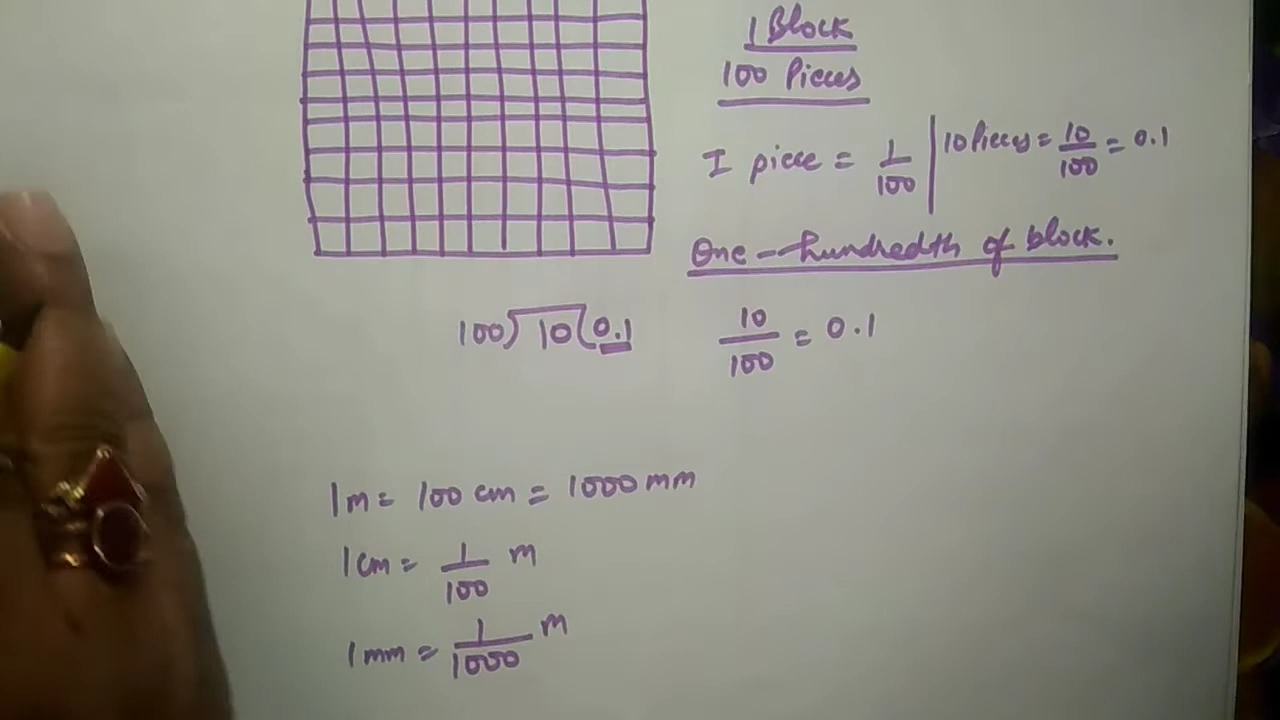 1 Block
100 Pieces
I piece = 1/100 | 10 Pieces = 10/100 = 0.1
One - hundredth of block.
100) 10 (0.1
10/100 = 0.1
1m = 100 cm = 1000 mm
1cm = 1/100 m
1mm = 1/1000 m